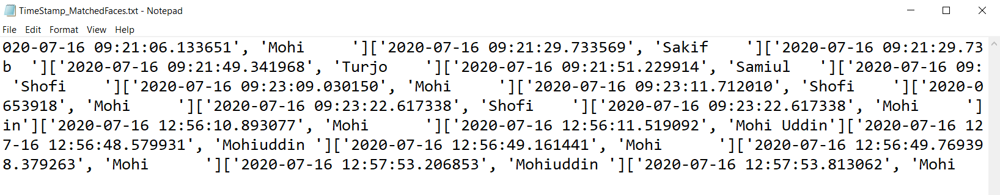 TimeStamp_MatchedFaces.txt - Notepad
File Edit Format View Help
020-07-16 09:21:06.133651', 'Mohi     ']['2020-07-16 09:21:29.733569', 'Sakif    ']['2020-07-16 09:21:29.73
b  ']['2020-07-16 09:21:49.341968', 'Turjo    ']['2020-07-16 09:21:51.229914', 'Samiul   ']['2020-07-16 09:
 'Shofi    ']['2020-07-16 09:23:09.030150', 'Mohi     ']['2020-07-16 09:23:11.712010', 'Shofi    ']['2020-0
653918', 'Mohi     ']['2020-07-16 09:23:22.617338', 'Shofi    ']['2020-07-16 09:23:22.617338', 'Mohi     ']
in']['2020-07-16 12:56:10.893077', 'Mohi      ']['2020-07-16 12:56:11.519092', 'Mohi Uddin']['2020-07-16 12
7-16 12:56:48.579931', 'Mohiuddin ']['2020-07-16 12:56:49.161441', 'Mohi      ']['2020-07-16 12:56:49.76939
8.379263', 'Mohi      ']['2020-07-16 12:57:53.206853', 'Mohiuddin ']['2020-07-16 12:57:53.813062', 'Mohi